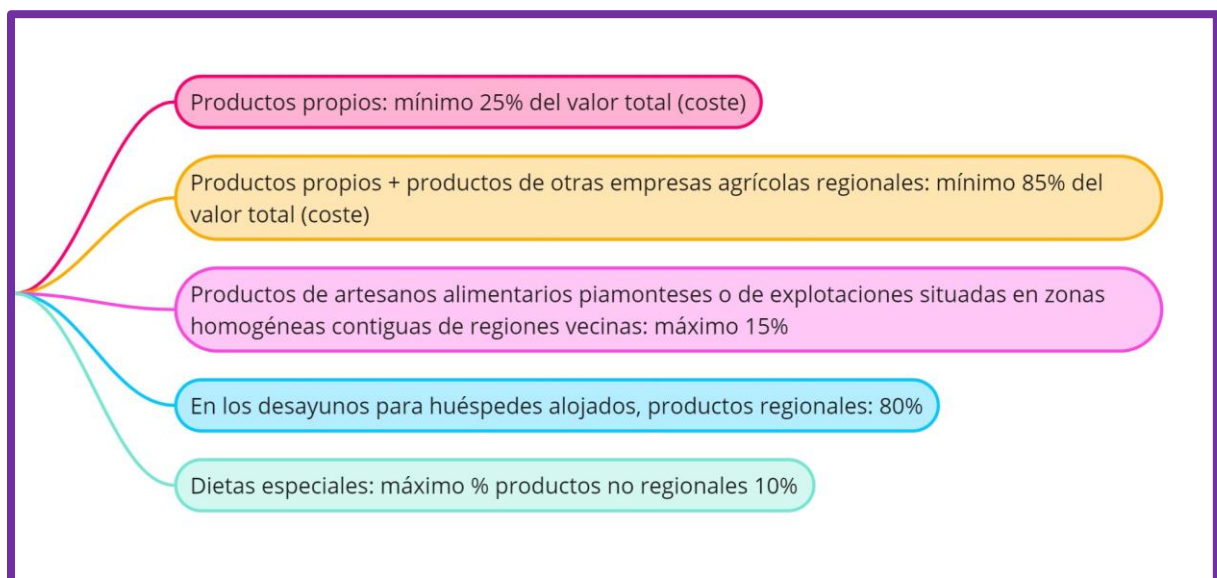 Productos propios: mínimo 25% del valor total (coste)
Productos propios + productos de otras empresas agrícolas regionales: mínimo 85% del
valor total (coste)
Productos de artesanos alimentarios piamonteses o de explotaciones situadas en zonas
homogéneas contiguas de regiones vecinas: máximo 15%
En los desayunos para huéspedes alojados, productos regionales: 80%
Dietas especiales: máximo % productos no regionales 10%